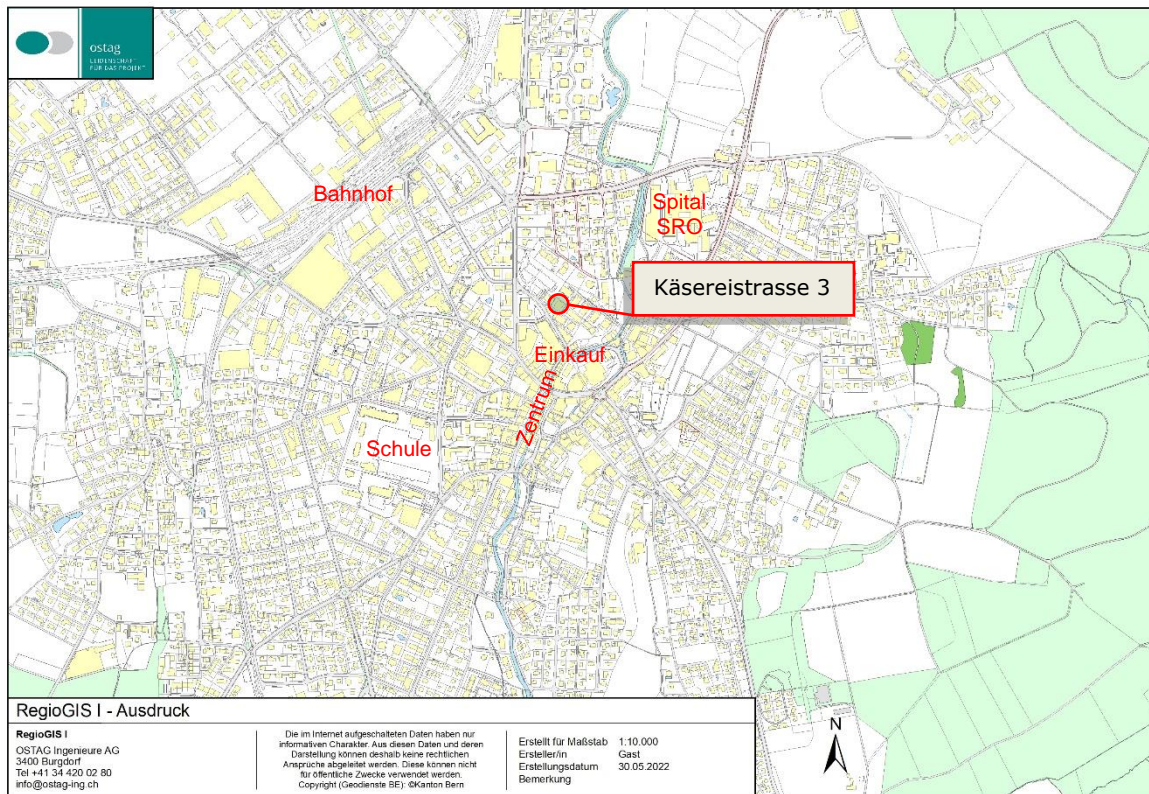 ostag
LEIDENSCHAFT
FÜR DAS PROJEKT
Bahnhof
Spital
SRO
Käsereistrasse 3
Einkauf
Zentrum
Schule
N
RegioGIS I - Ausdruck
RegioGIS I
OSTAG Ingenieure AG
3400 Burgdorf
Tel +41 34 420 02 80
info@ostag-ing.ch
Die im Internet aufgeschalteten Daten haben nur
informativen Charakter. Aus diesen Daten und deren
Darstellung können deshalb keine rechtlichen
Ansprüche abgeleitet werden. Diese können nicht
für öffentliche Zwecke verwendet werden.
Copyright (Geodienste BE): ©Kanton Bern
Erstellt für Maßstab 1:10.000
Ersteller/in Gast
Erstellungsdatum 30.05.2022
Bemerkung